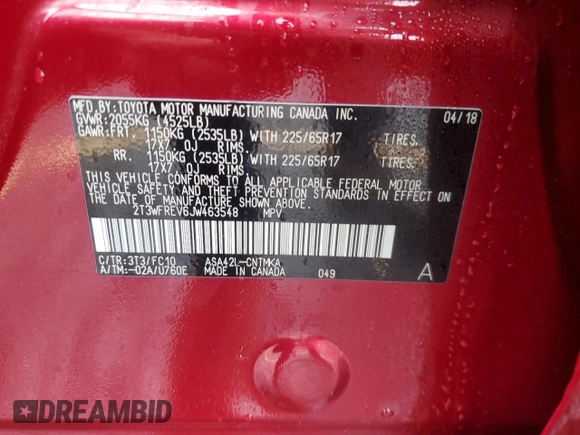 MFD.BY:TOYOTA MOTOR MANUFACTURING CANADA INC. 04/18
GVWR:2055KG (4525LB)
GAWR:FRT. 1150KG (2535LB) WITH 225/65R17 TIRES.
17X7.0J RIMS.
RR. 1150KG (2535LB) WITH 225/65R17 TIRES.
17X7.0J RIMS.
THIS VEHICLE CONFORMS TO ALL APPLICABLE FEDERAL MOTOR
VEHICLE SAFETY AND THEFT PREVENTION STANDARDS IN EFFECT ON
THE DATE OF MANUFACTURE SHOWN ABOVE.
2T3WFREV6JW463548 MPV
C/TR:3T3/FC10 ASA42L-CNTMKA
A/TM:-02A/U760E MADE IN CANADA 049 A
DREAMBID